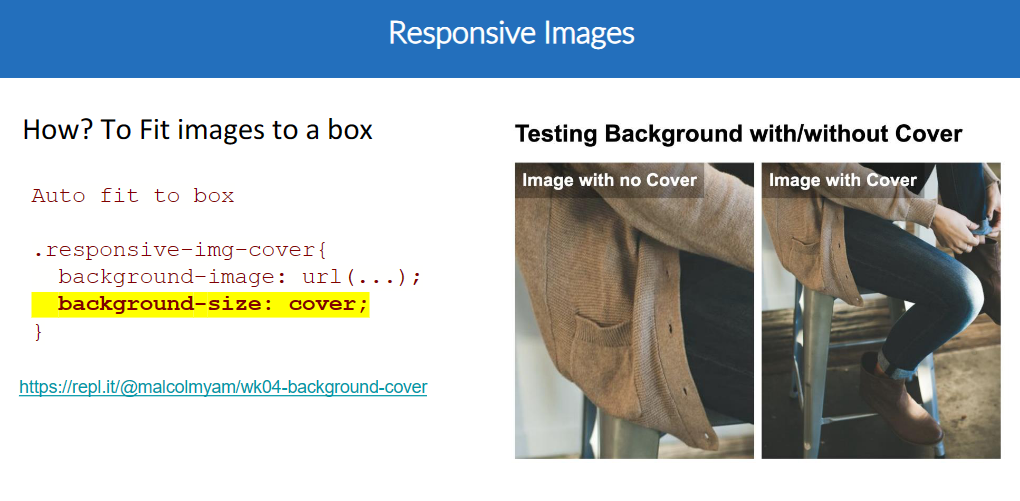 Responsive Images
How? To Fit images to a box
Auto fit to box
.responsive-img-cover{
  background-image: url(...);
  background-size: cover;
}
https://repl.it/@malcolmyam/wk04-background-cover
Testing Background with/without Cover
Image with no Cover
Image with Cover